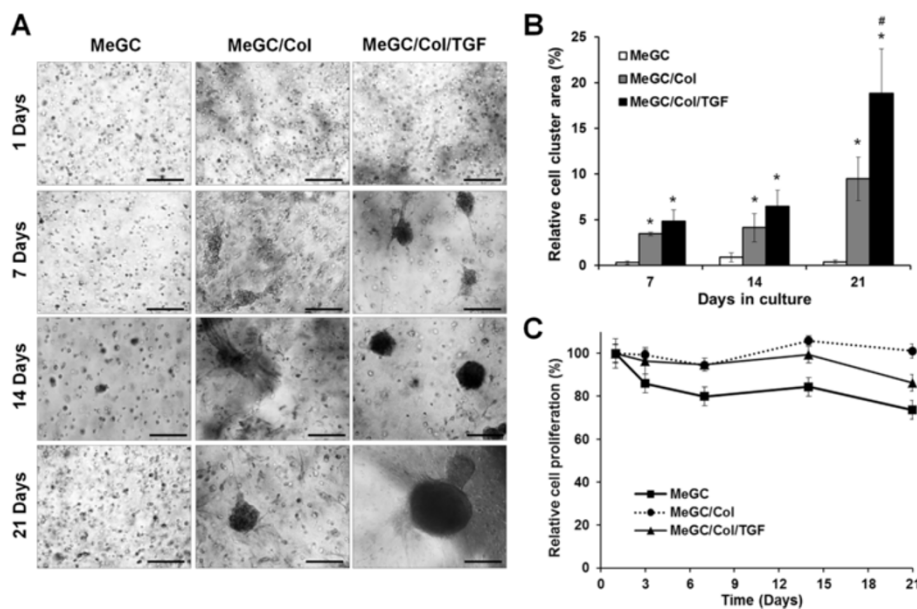 A
MeGC MeGC/Col MeGC/Col/TGF
1 Days
7 Days
14 Days
21 Days
B
Relative cell cluster area (%)
30
25
20
15
10
5
0
MeGC
MeGC/Col
MeGC/Col/TGF
* *
* *
* # *
7 14 21
Days in culture
C
Relative cell proliferation (%)
100
80
60
40
20
0
MeGC
MeGC/Col
MeGC/Col/TGF
0 3 6 9 12 15 18 21
Time (Days)